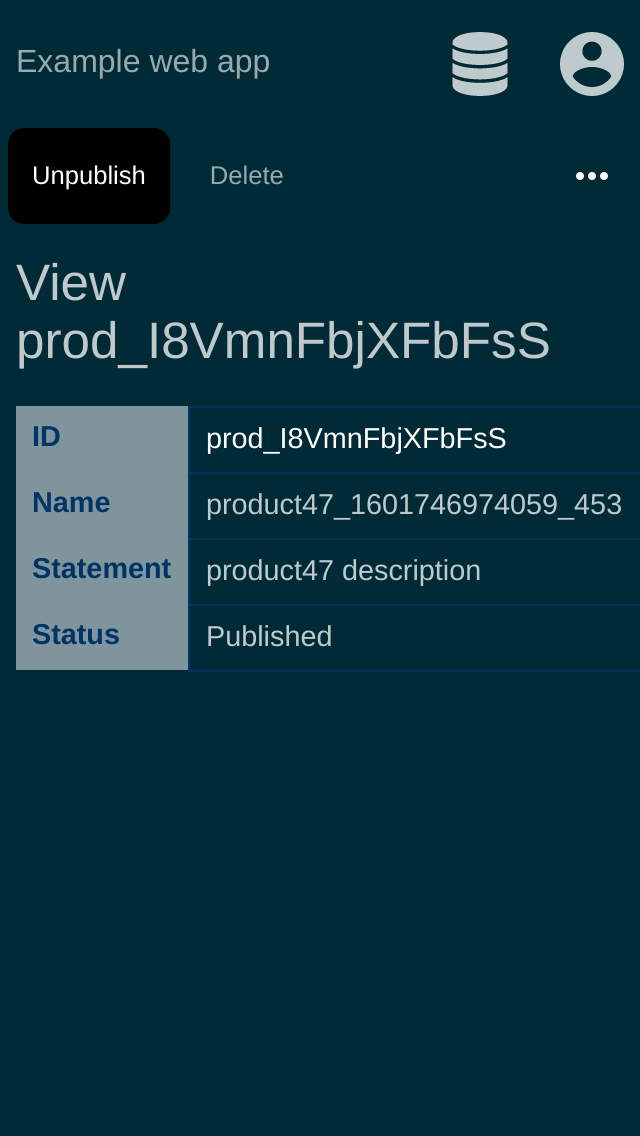 Example web app
Unpublish Delete
View
prod_I8VmnFbjXFbFsS
ID prod_I8VmnFbjXFbFsS
Name product47_1601746974059_453
Statement product47 description
Status Published